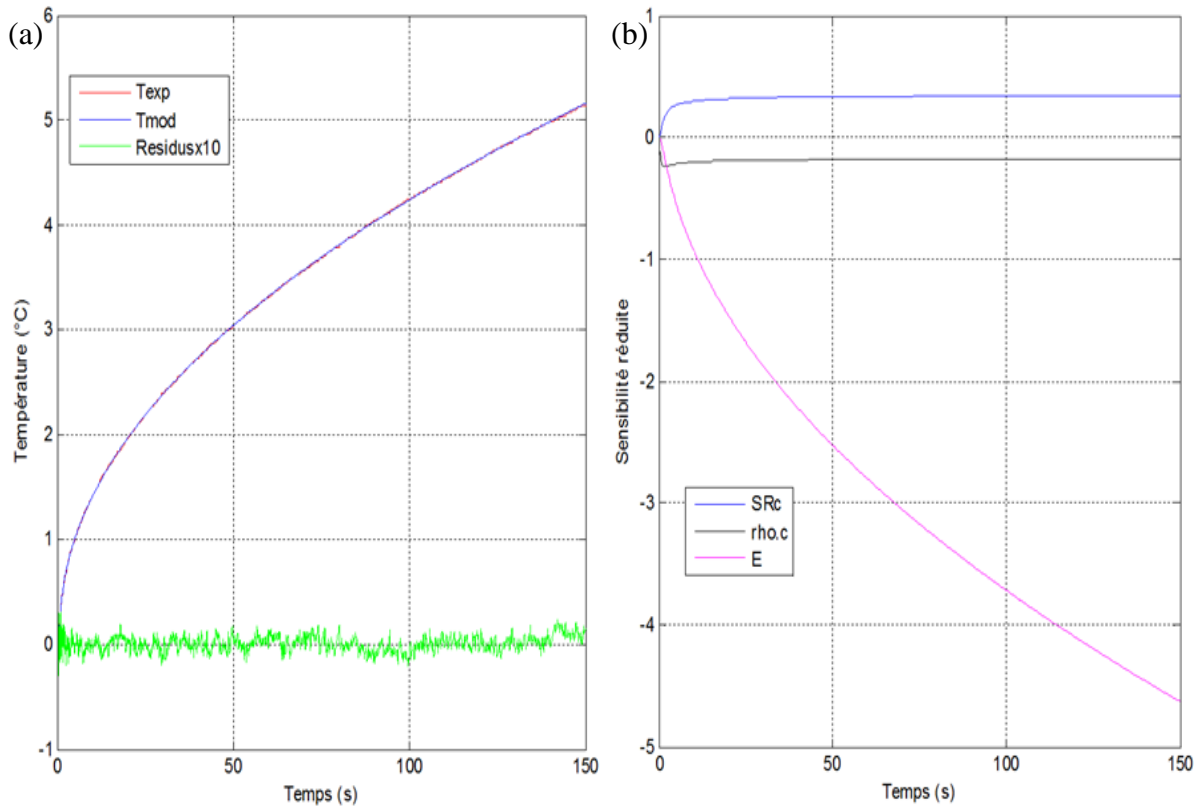 (a)
6
5
4
3
2
1
0
-1
Température (°C)
Texp
Tmod
Residusx10
0
50
100
150
Temps (s)
(b)
1
0
-1
-2
-3
-4
-5
Sensibilité réduite
SRc
rho.c
E
0
50
100
150
Temps (s)